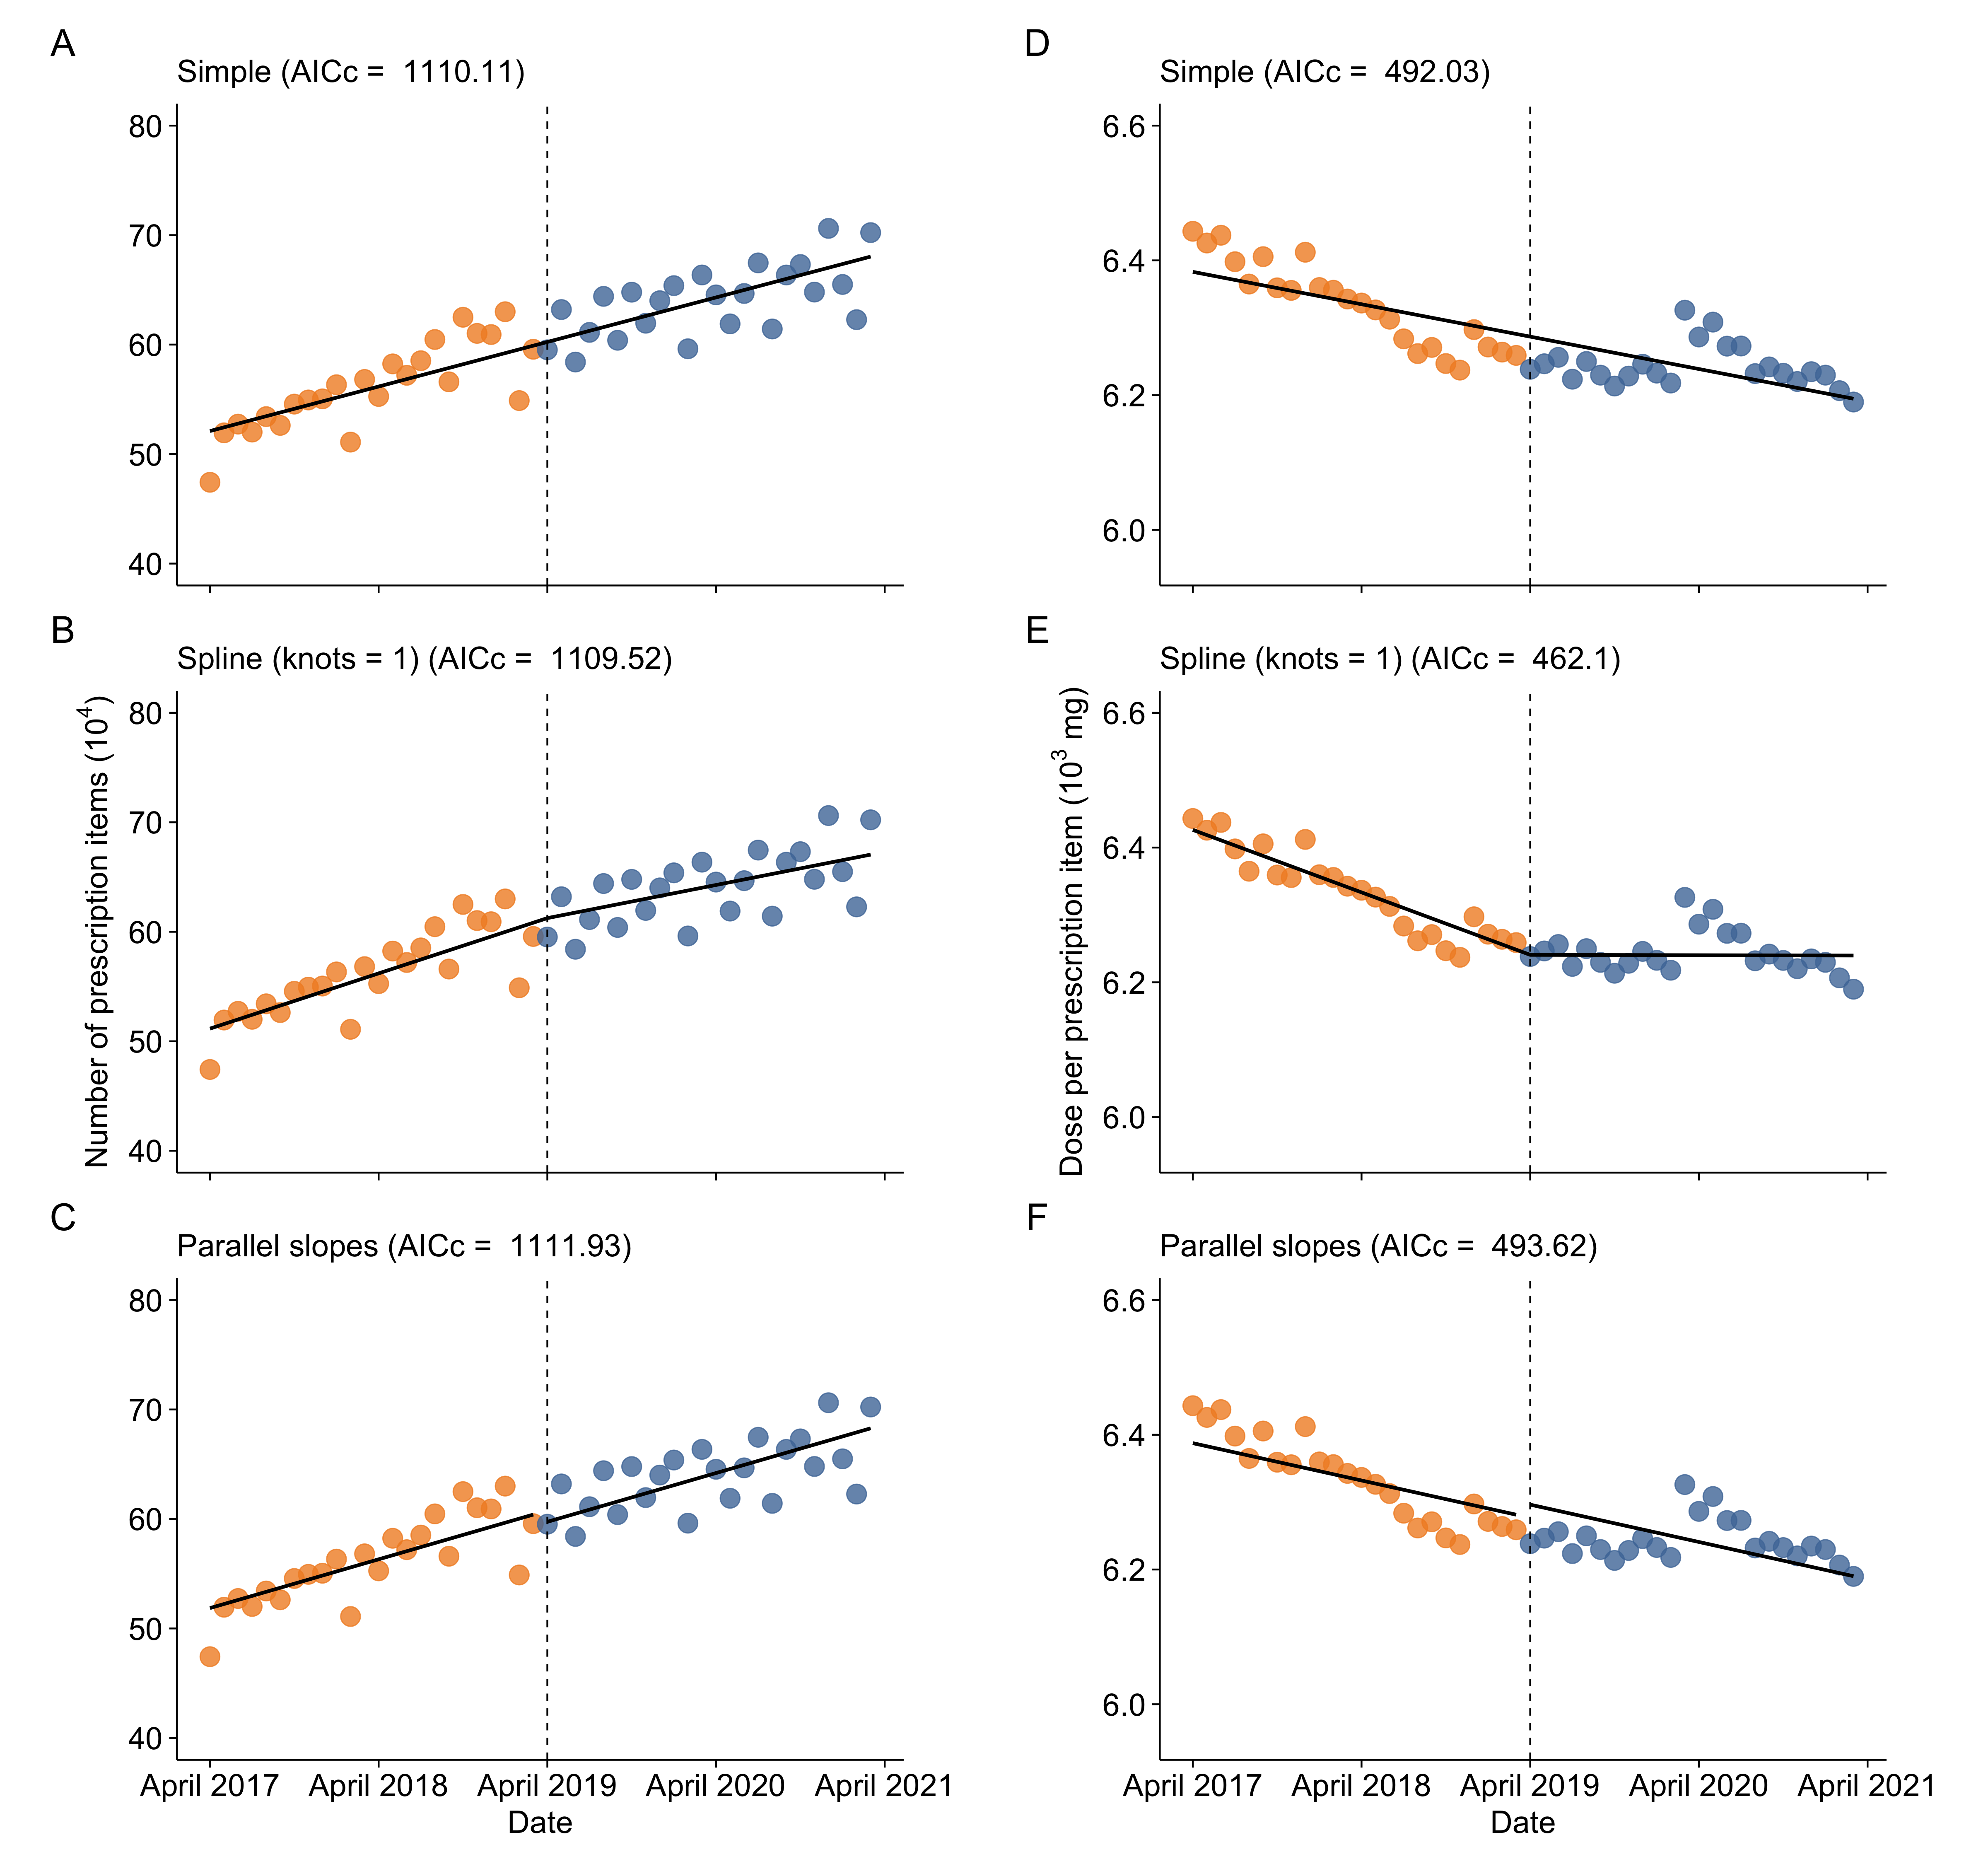 A
Simple (AICc =  1110.11)
80
70
60
50
40
B
Spline (knots = 1) (AICc =  1109.52)
Number of prescription items (10⁴)
80
70
60
50
40
C
Parallel slopes (AICc =  1111.93)
80
70
60
50
40
April 2017 April 2018 April 2019 April 2020 April 2021
Date
D
Simple (AICc =  492.03)
6.6
6.4
6.2
6.0
E
Spline (knots = 1) (AICc =  462.1)
Dose per prescription item (10³ mg)
6.6
6.4
6.2
6.0
F
Parallel slopes (AICc =  493.62)
6.6
6.4
6.2
6.0
April 2017 April 2018 April 2019 April 2020 April 2021
Date